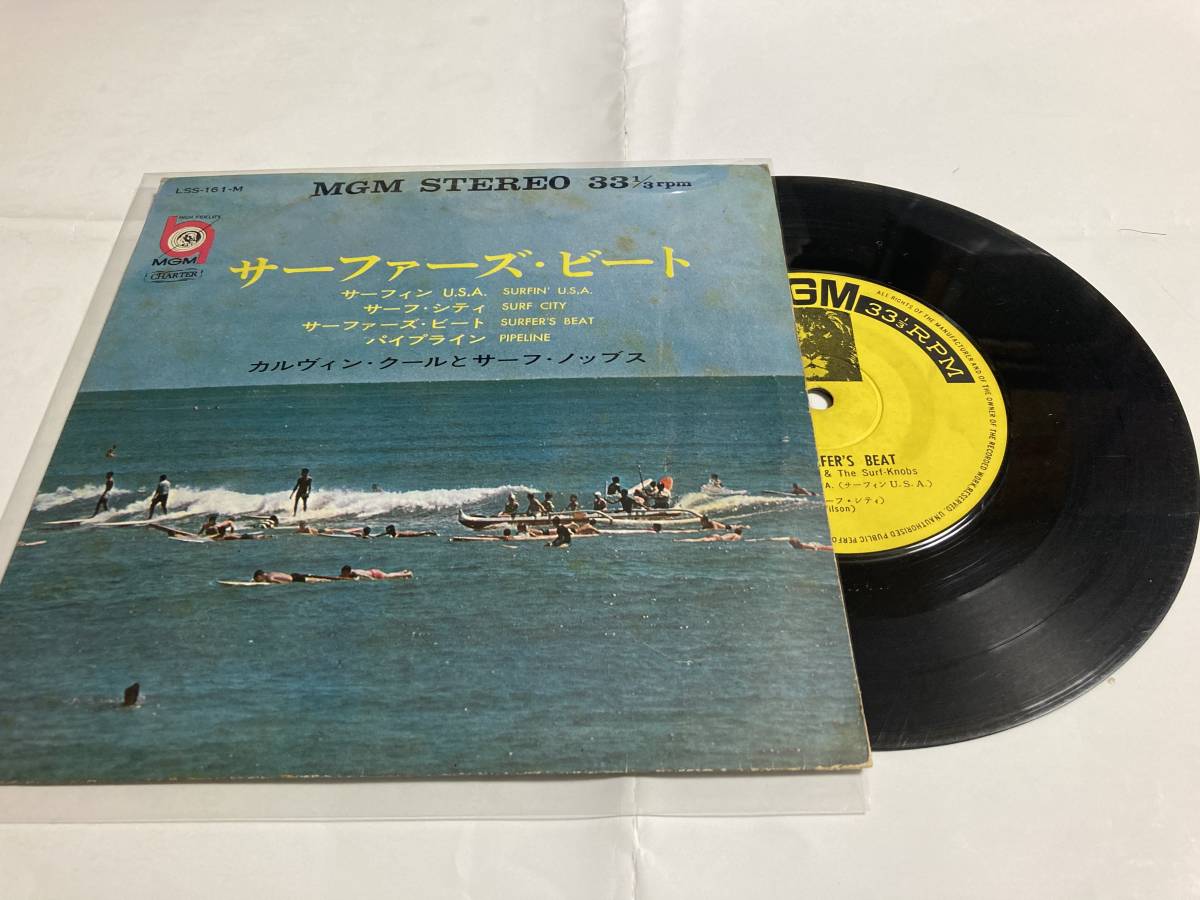 LSS-161-M
MGM STEREO 33⅓rpm
HIGH FIDELITY
MGM
CHARTER
サーファーズ・ビート
サーフィン U.S.A. SURFIN' U.S.A.
サーフ・シティ SURF CITY
サーファーズ・ビート SURFER'S BEAT
パイプライン PIPELINE
カルヴィン・クールとサーフ・ノッブス
GM
33⅓ RPM
ALL RIGHTS OF THE MANUFACTURER AND OF THE OWNER OF THE RECORDED WORK RESERVED UNAUTHORISED PUBLIC PERFO
FER'S BEAT
& The Surf-Knobs
A. (サーフィン U.S.A.)
ーフ・シティ)
ilson)